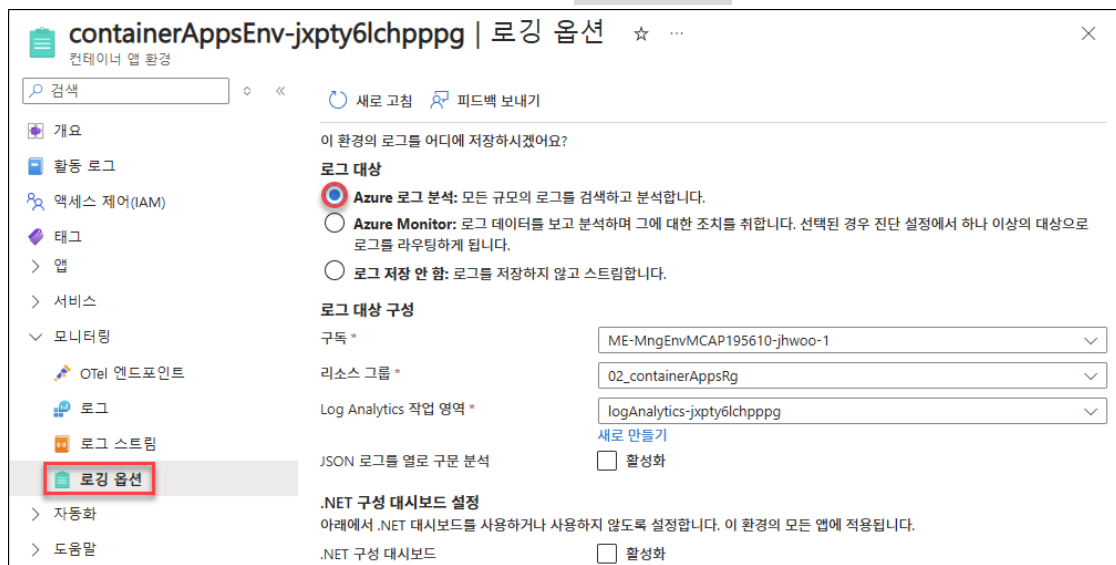 containerAppsEnv-jxpty6lchpppg | 로깅 옵션
컨테이너 앱 환경
검색
새로 고침 피드백 보내기
개요
활동 로그
액세스 제어(IAM)
태그
앱
서비스
모니터링
OTel 엔드포인트
로그
로그 스트림
로깅 옵션
자동화
도움말
이 환경의 로그를 어디에 저장하시겠어요?
로그 대상
Azure 로그 분석: 모든 규모의 로그를 검색하고 분석합니다.
Azure Monitor: 로그 데이터를 보고 분석하며 그에 대한 조치를 취합니다. 선택된 경우 진단 설정에서 하나 이상의 대상으로
로그를 라우팅하게 됩니다.
로그 저장 안 함: 로그를 저장하지 않고 스트림합니다.
로그 대상 구성
구독 * ME-MngEnvMCAP195610-jhwoo-1
리소스 그룹 * 02_containerAppsRg
Log Analytics 작업 영역 * logAnalytics-jxpty6lchpppg
새로 만들기
JSON 로그를 열로 구문 분석 활성화
.NET 구성 대시보드 설정
아래에서 .NET 대시보드를 사용하거나 사용하지 않도록 설정합니다. 이 환경의 모든 앱에 적용됩니다.
.NET 구성 대시보드 활성화